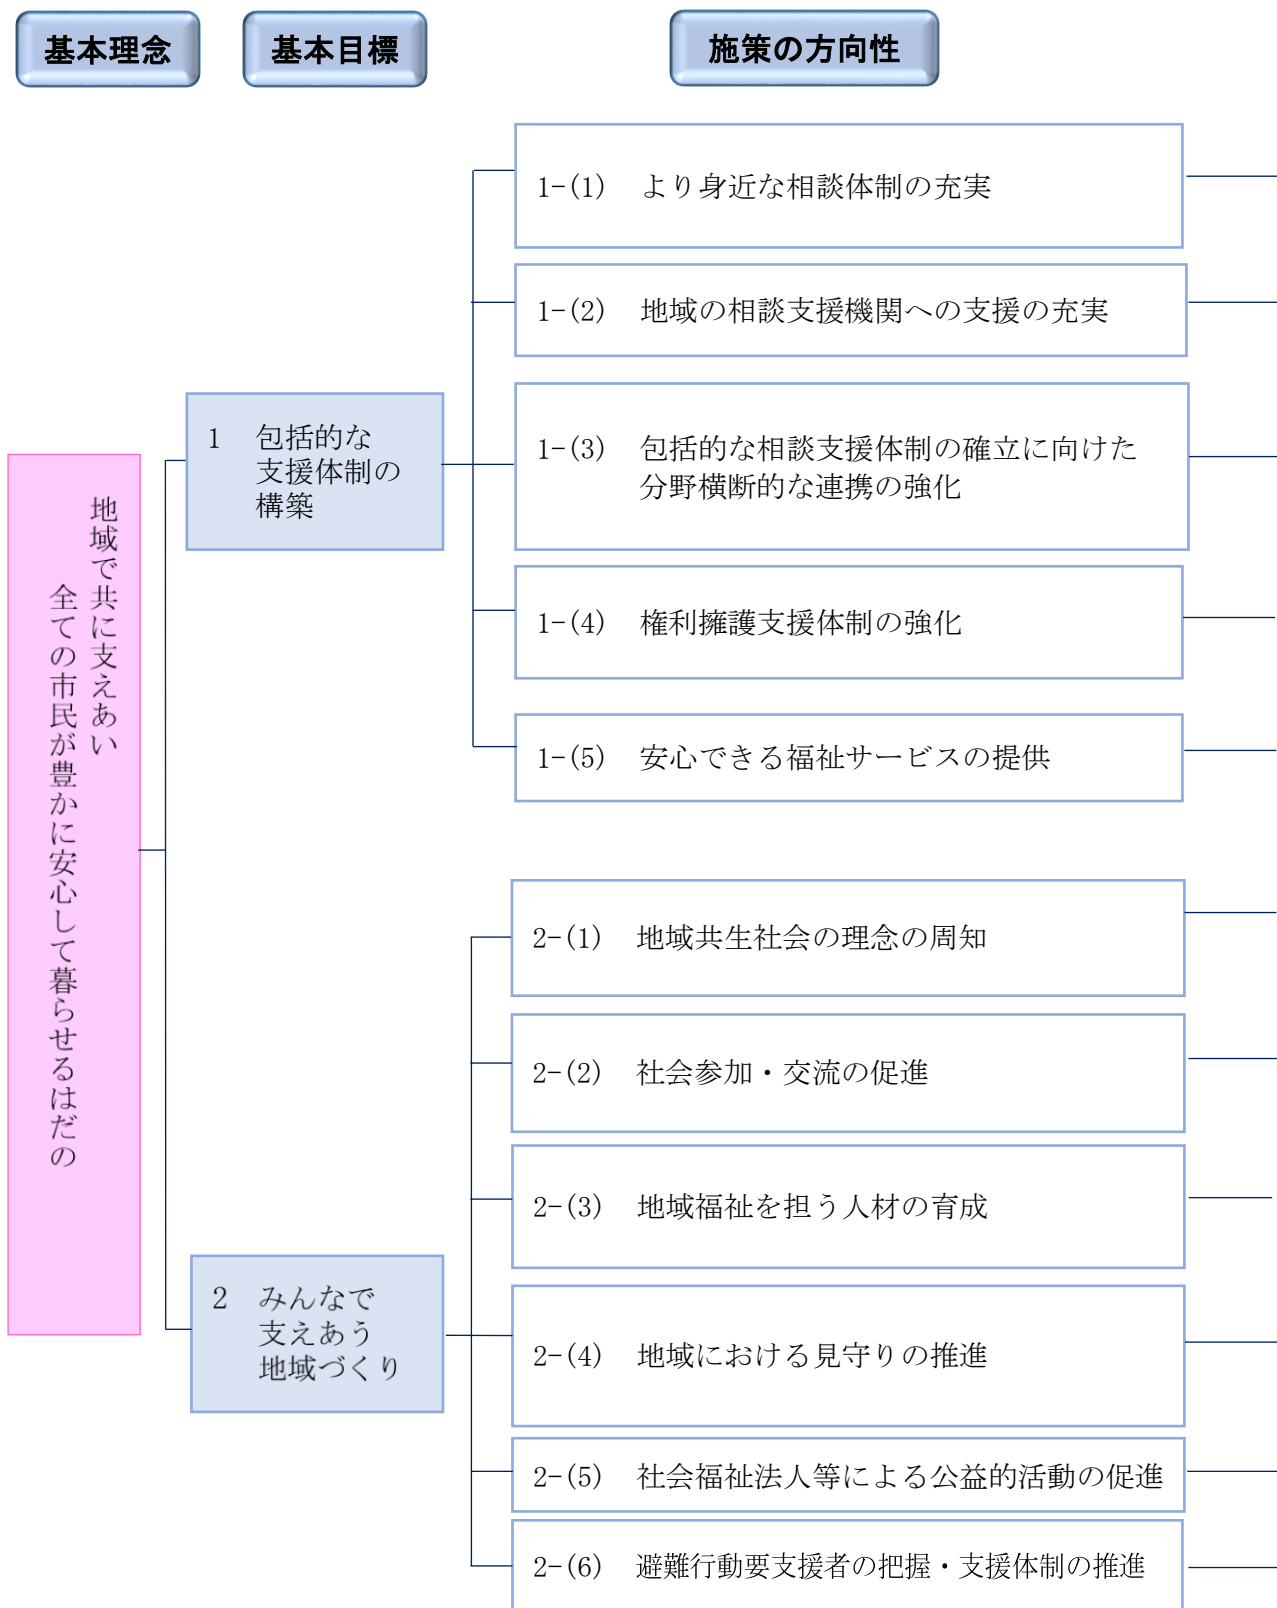 基本理念
基本目標
施策の方向性
地域で共に支えあい
全ての市民が豊かに安心して暮らせるはだの
1 包括的な
支援体制の
構築
1-(1) より身近な相談体制の充実
1-(2) 地域の相談支援機関への支援の充実
1-(3) 包括的な相談支援体制の確立に向けた
分野横断的な連携の強化
1-(4) 権利擁護支援体制の強化
1-(5) 安心できる福祉サービスの提供
2 みんなで
支えあう
地域づくり
2-(1) 地域共生社会の理念の周知
2-(2) 社会参加・交流の促進
2-(3) 地域福祉を担う人材の育成
2-(4) 地域における見守りの推進
2-(5) 社会福祉法人等による公益的活動の促進
2-(6) 避難行動要支援者の把握・支援体制の推進